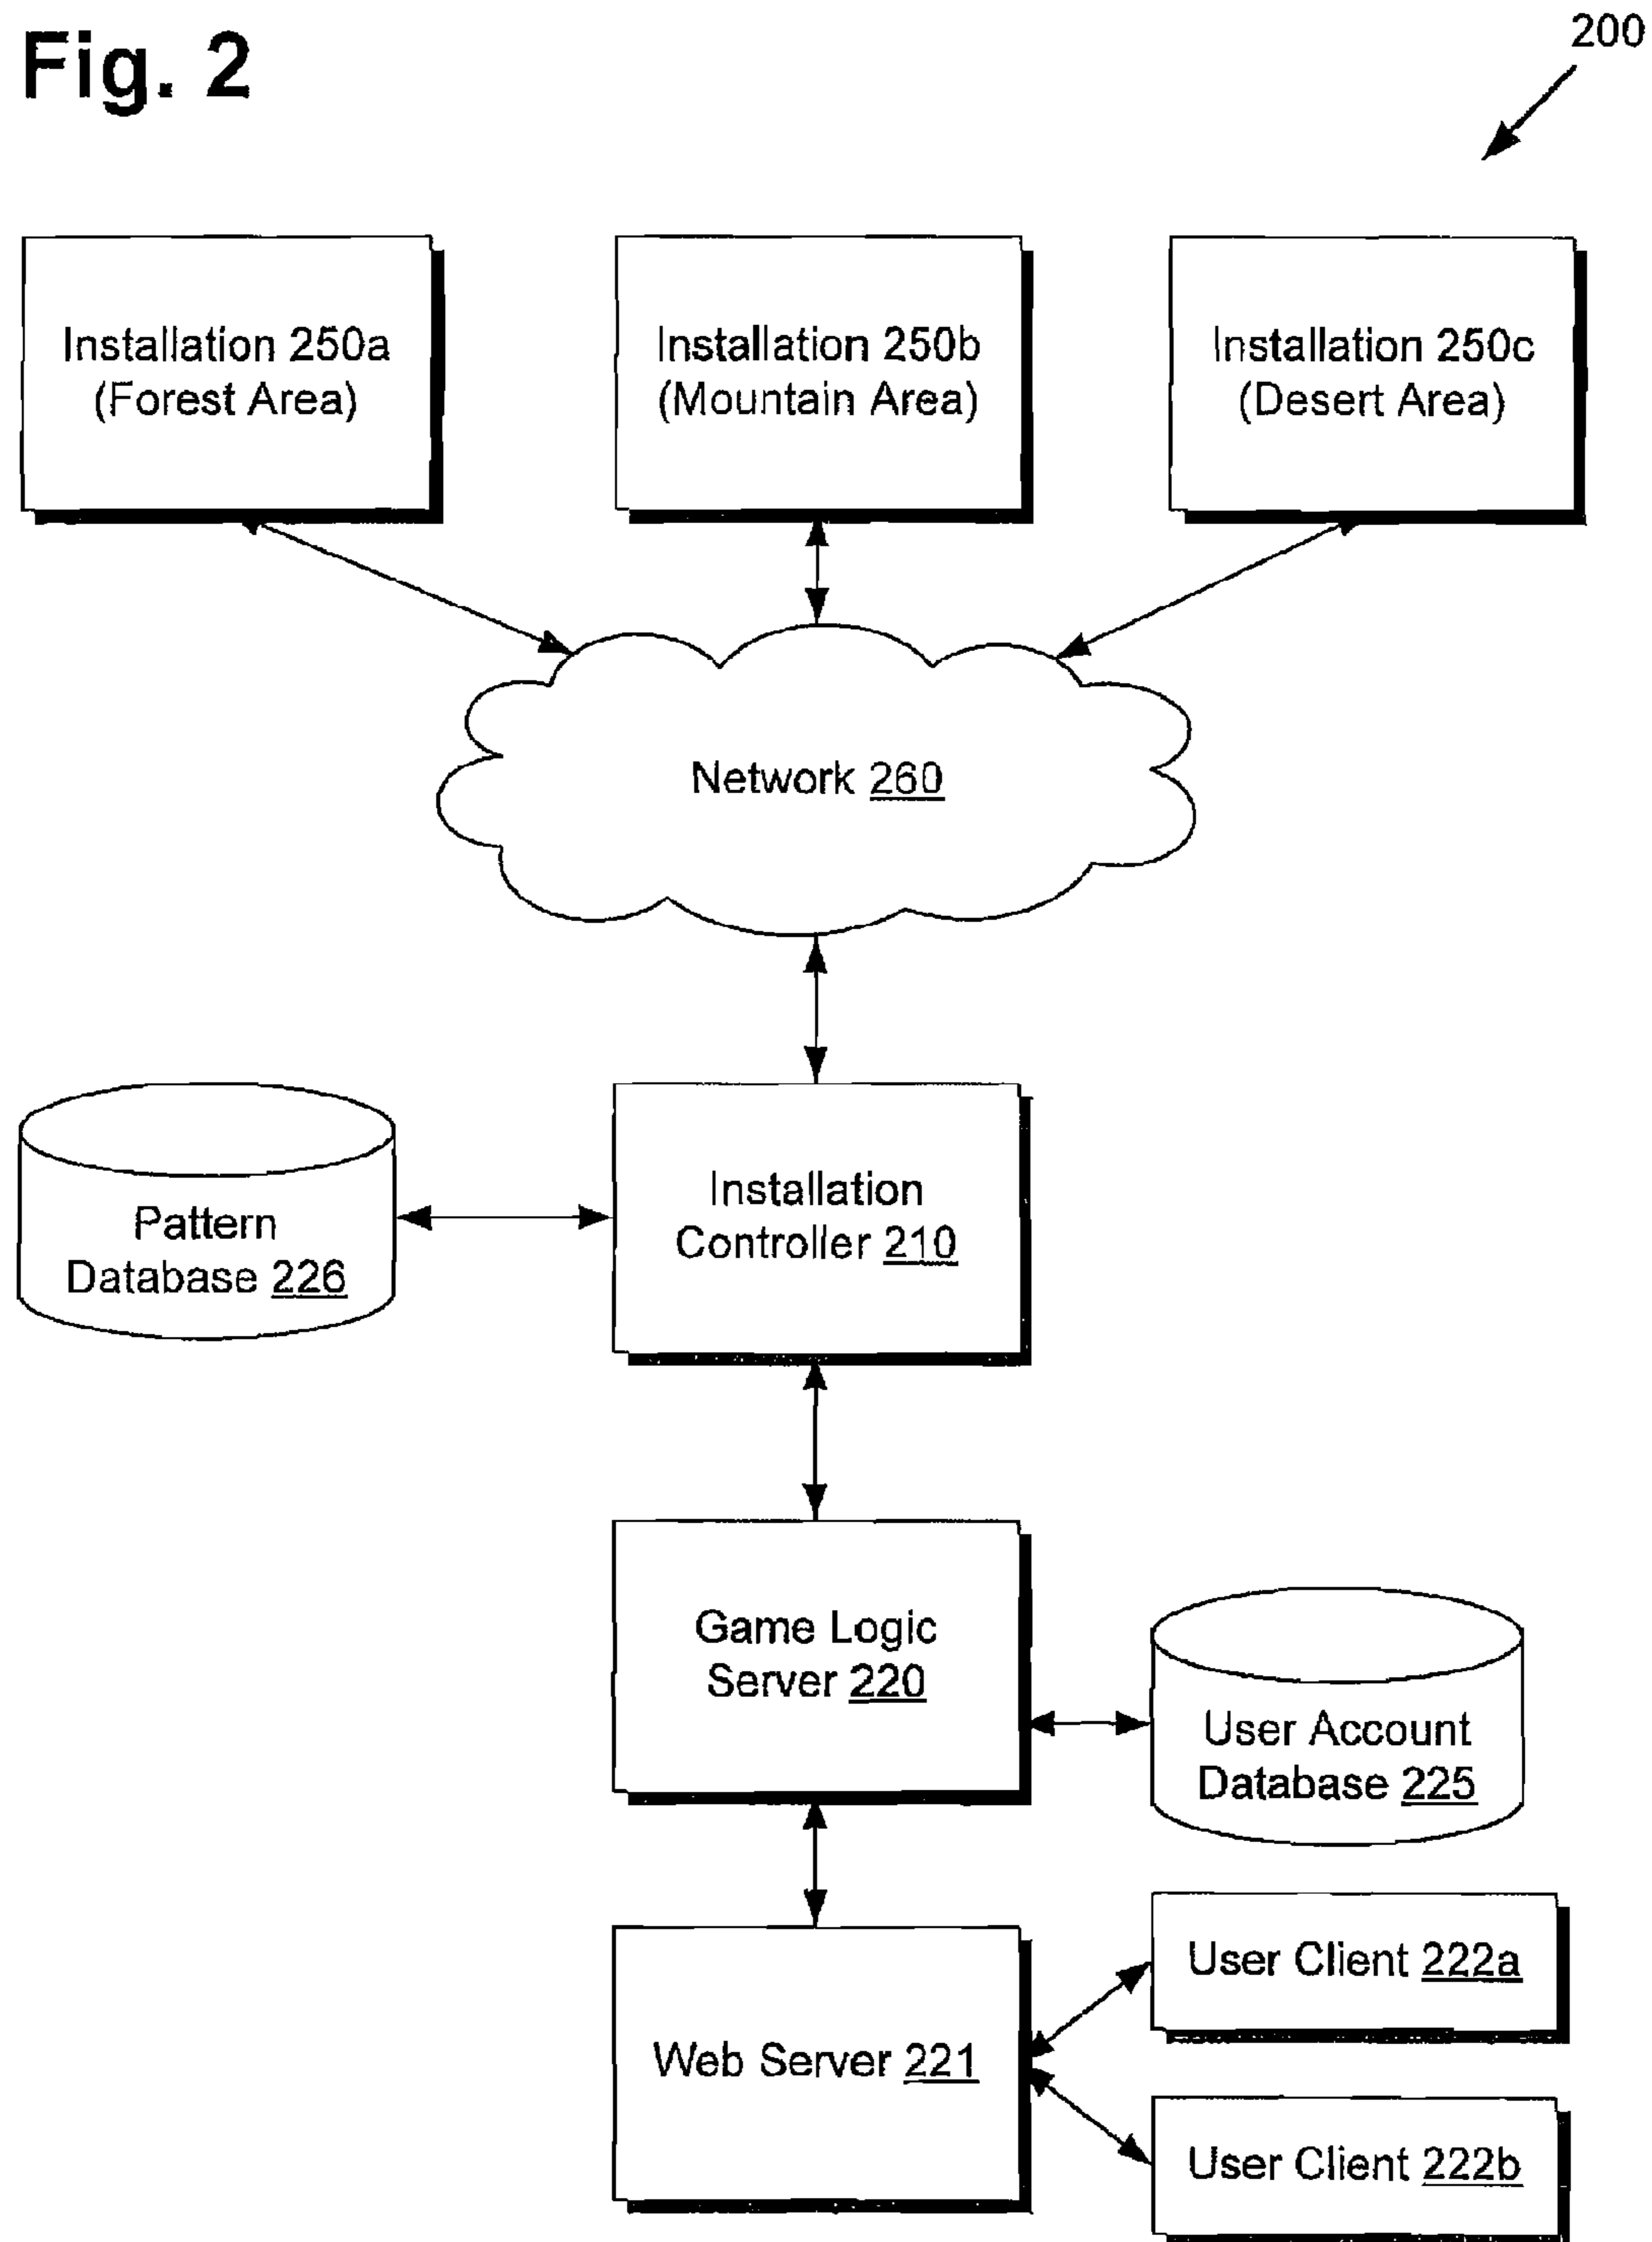 Fig. 2
200
Installation 250a
(Forest Area)
Installation 250b
(Mountain Area)
Installation 250c
(Desert Area)
Network 260
Pattern
Database 226
Installation
Controller 210
Game Logic
Server 220
User Account
Database 225
Web Server 221
User Client 222a
User Client 222b